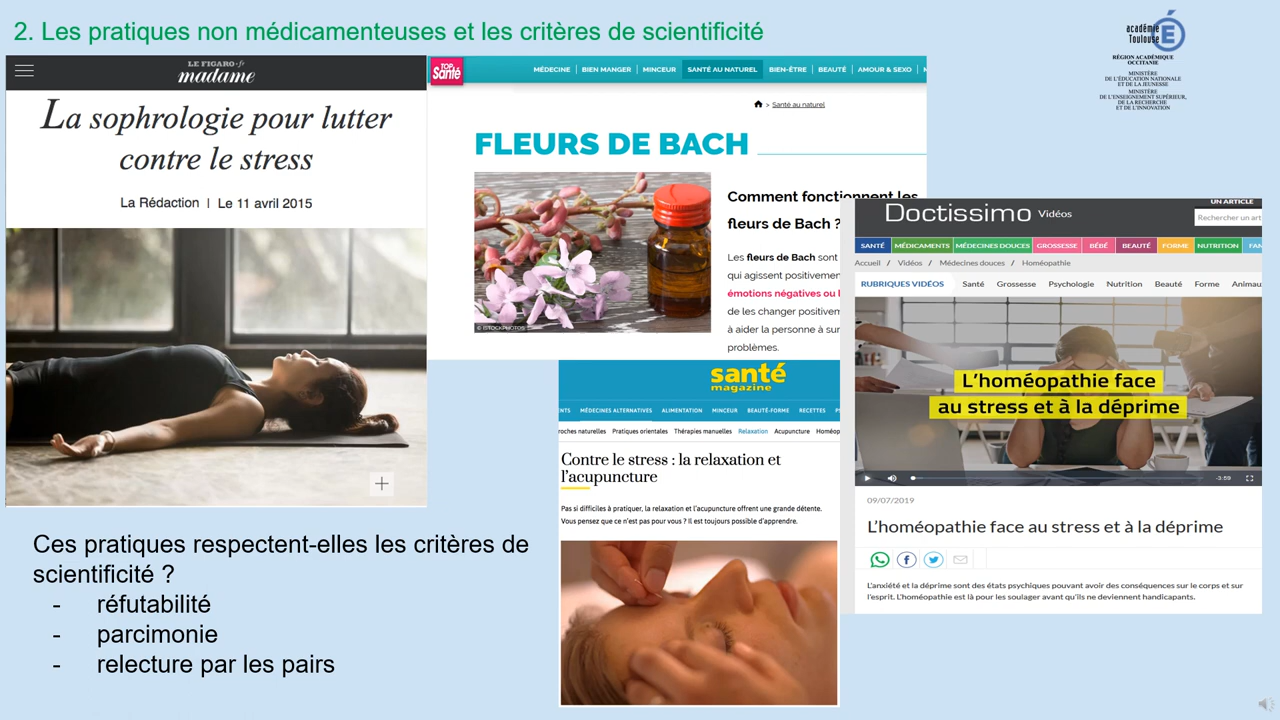 2. Les pratiques non médicamenteuses et les critères de scientificité
académie
Toulouse
RÉGION ACADÉMIQUE
OCCITANIE
MINISTÈRE
DE L'ÉDUCATION NATIONALE
ET DE LA JEUNESSE
MINISTÈRE
DE L'ENSEIGNEMENT SUPÉRIEUR,
DE LA RECHERCHE
ET DE L'INNOVATION
LE FIGARO·fr
madame
La sophrologie pour lutter
contre le stress
La Rédaction | Le 11 avril 2015
TOP
Santé
MÉDECINE | BIEN MANGER | MINCEUR SANTÉ AU NATUREL BIEN-ÊTRE | BEAUTÉ | AMOUR & SEXO |
> Santé au naturel
FLEURS DE BACH
© ISTOCKPHOTOS
Comment fonctionnent les
fleurs de Bach ?
Les fleurs de Bach sont
qui agissent positivemen
émotions négatives ou
de les changer positivem
à aider la personne à sur
problèmes.
santé
magazine
NTS MÉDECINES ALTERNATIVES ALIMENTATION MINCEUR BEAUTÉ-FORME RECETTES
roches naturelles Pratiques orientales Thérapies manuelles Relaxation Acupuncture Homéop
Contre le stress : la relaxation et
l'acupuncture
Pas si difficiles à pratiquer, la relaxation et l'acupuncture offrent une grande détente.
Vous pensez que ce n'est pas pour vous ? Il est toujours possible d'apprendre.
UN ARTICLE
Doctissimo Vidéos
Rechercher un art
SANTÉ MÉDICAMENTS MÉDECINES DOUCES GROSSESSE BÉBÉ BEAUTÉ FORME NUTRITION FAM
Accueil / Vidéos / Médecines douces / Homéopathie
RUBRIQUES VIDÉOS Santé Grossesse Psychologie Nutrition Beauté Forme Animau
L'homéopathie face
au stress et à la déprime
-3:59
09/07/2019
L'homéopathie face au stress et à la déprime
L'anxiété et la déprime sont des états psychiques pouvant avoir des conséquences sur le corps et sur
l'esprit. L'homéopathie est là pour les soulager avant qu'ils ne deviennent handicapants.
Ces pratiques respectent-elles les critères de
scientificité ?
- réfutabilité
- parcimonie
- relecture par les pairs